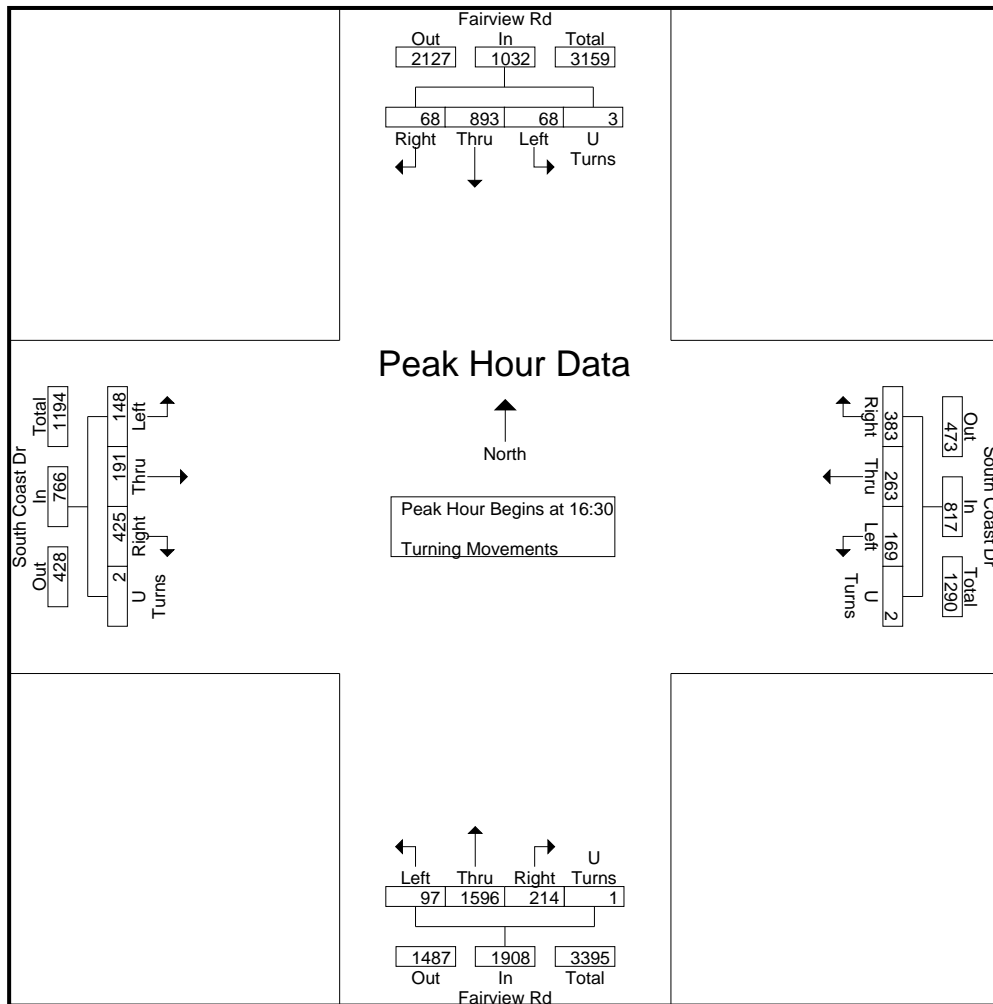 Fairview Rd
Out In Total
2127 1032 3159
68 893 68 3
Right Thru Left U
Turns
Peak Hour Data
North
Peak Hour Begins at 16:30
Turning Movements
South Coast Dr
Total In Out
1194 766 428
148 191 425 2
Left Thru Right U
Turns
South Coast Dr
Out In Total
473 817 1290
383 263 169 2
Right Thru Left U
Turns
U
Left Thru Right Turns
97 1596 214 1
1487 1908 3395
Out In Total
Fairview Rd